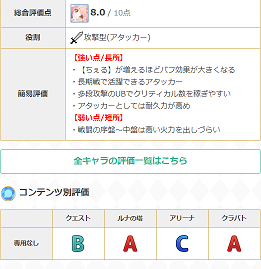 総合評価点 8.0 / 10点
役割 攻撃型(アタッカー)
簡易評価
【強い点/長所】
・【ちぇる】が増えるほどバフ効果が大きくなる
・長期戦で活躍できるアタッカー
・多段攻撃のUBでクリティカル数を稼ぎやすい
・アタッカーとしては耐久力が高め
【弱い点/短所】
・戦闘の序盤〜中盤は高い火力を出しづらい
全キャラの評価一覧はこちら
コンテンツ別評価
クエスト ルナの塔 アリーナ クラバト
専用なし B A C A